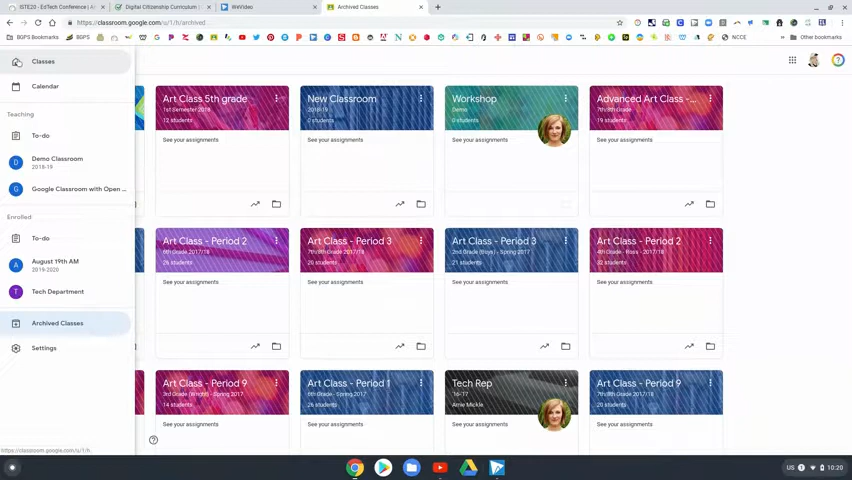 ISTE20 - EdTech Conference | A
Digital Citizenship Curriculum |
WeVideo
Archived Classes
https://classroom.google.com/u/1/h/archived
BGPS Bookmarks
BGPS
NCCE
Other bookmarks
Classes
Calendar
Teaching
To-do
Demo Classroom
2018-19
Google Classroom with Open ...
Enrolled
To-do
August 19th AM
2019-2020
Tech Department
Archived Classes
Settings
Art Class 5th grade
1st Semester 2018
12 students
See your assignments
New Classroom
2018-19
0 students
See your assignments
Workshop
Demo
0 students
See your assignments
Advanced Art Class -...
7th/8th Grade
19 students
See your assignments
Art Class - Period 2
6th Grade 2017/18
26 students
See your assignments
Art Class - Period 3
7th/8th Grade 2017/18
20 students
See your assignments
Art Class - Period 3
2nd Grade (Boys) - Spring 2017
21 students
See your assignments
Art Class - Period 2
4th Grade - Ross - 2017/18
32 students
See your assignments
Art Class - Period 9
3rd Grade (Wright) - Spring 2017
14 students
See your assignments
Art Class - Period 1
6th Grade - Spring 2017
26 students
See your assignments
Tech Rep
16-17
Amie Mickle
See your assignments
Art Class - Period 9
7th/8th Grade 2017/18
20 students
See your assignments
https://classroom.google.com/u/1/h
US
1
10:20